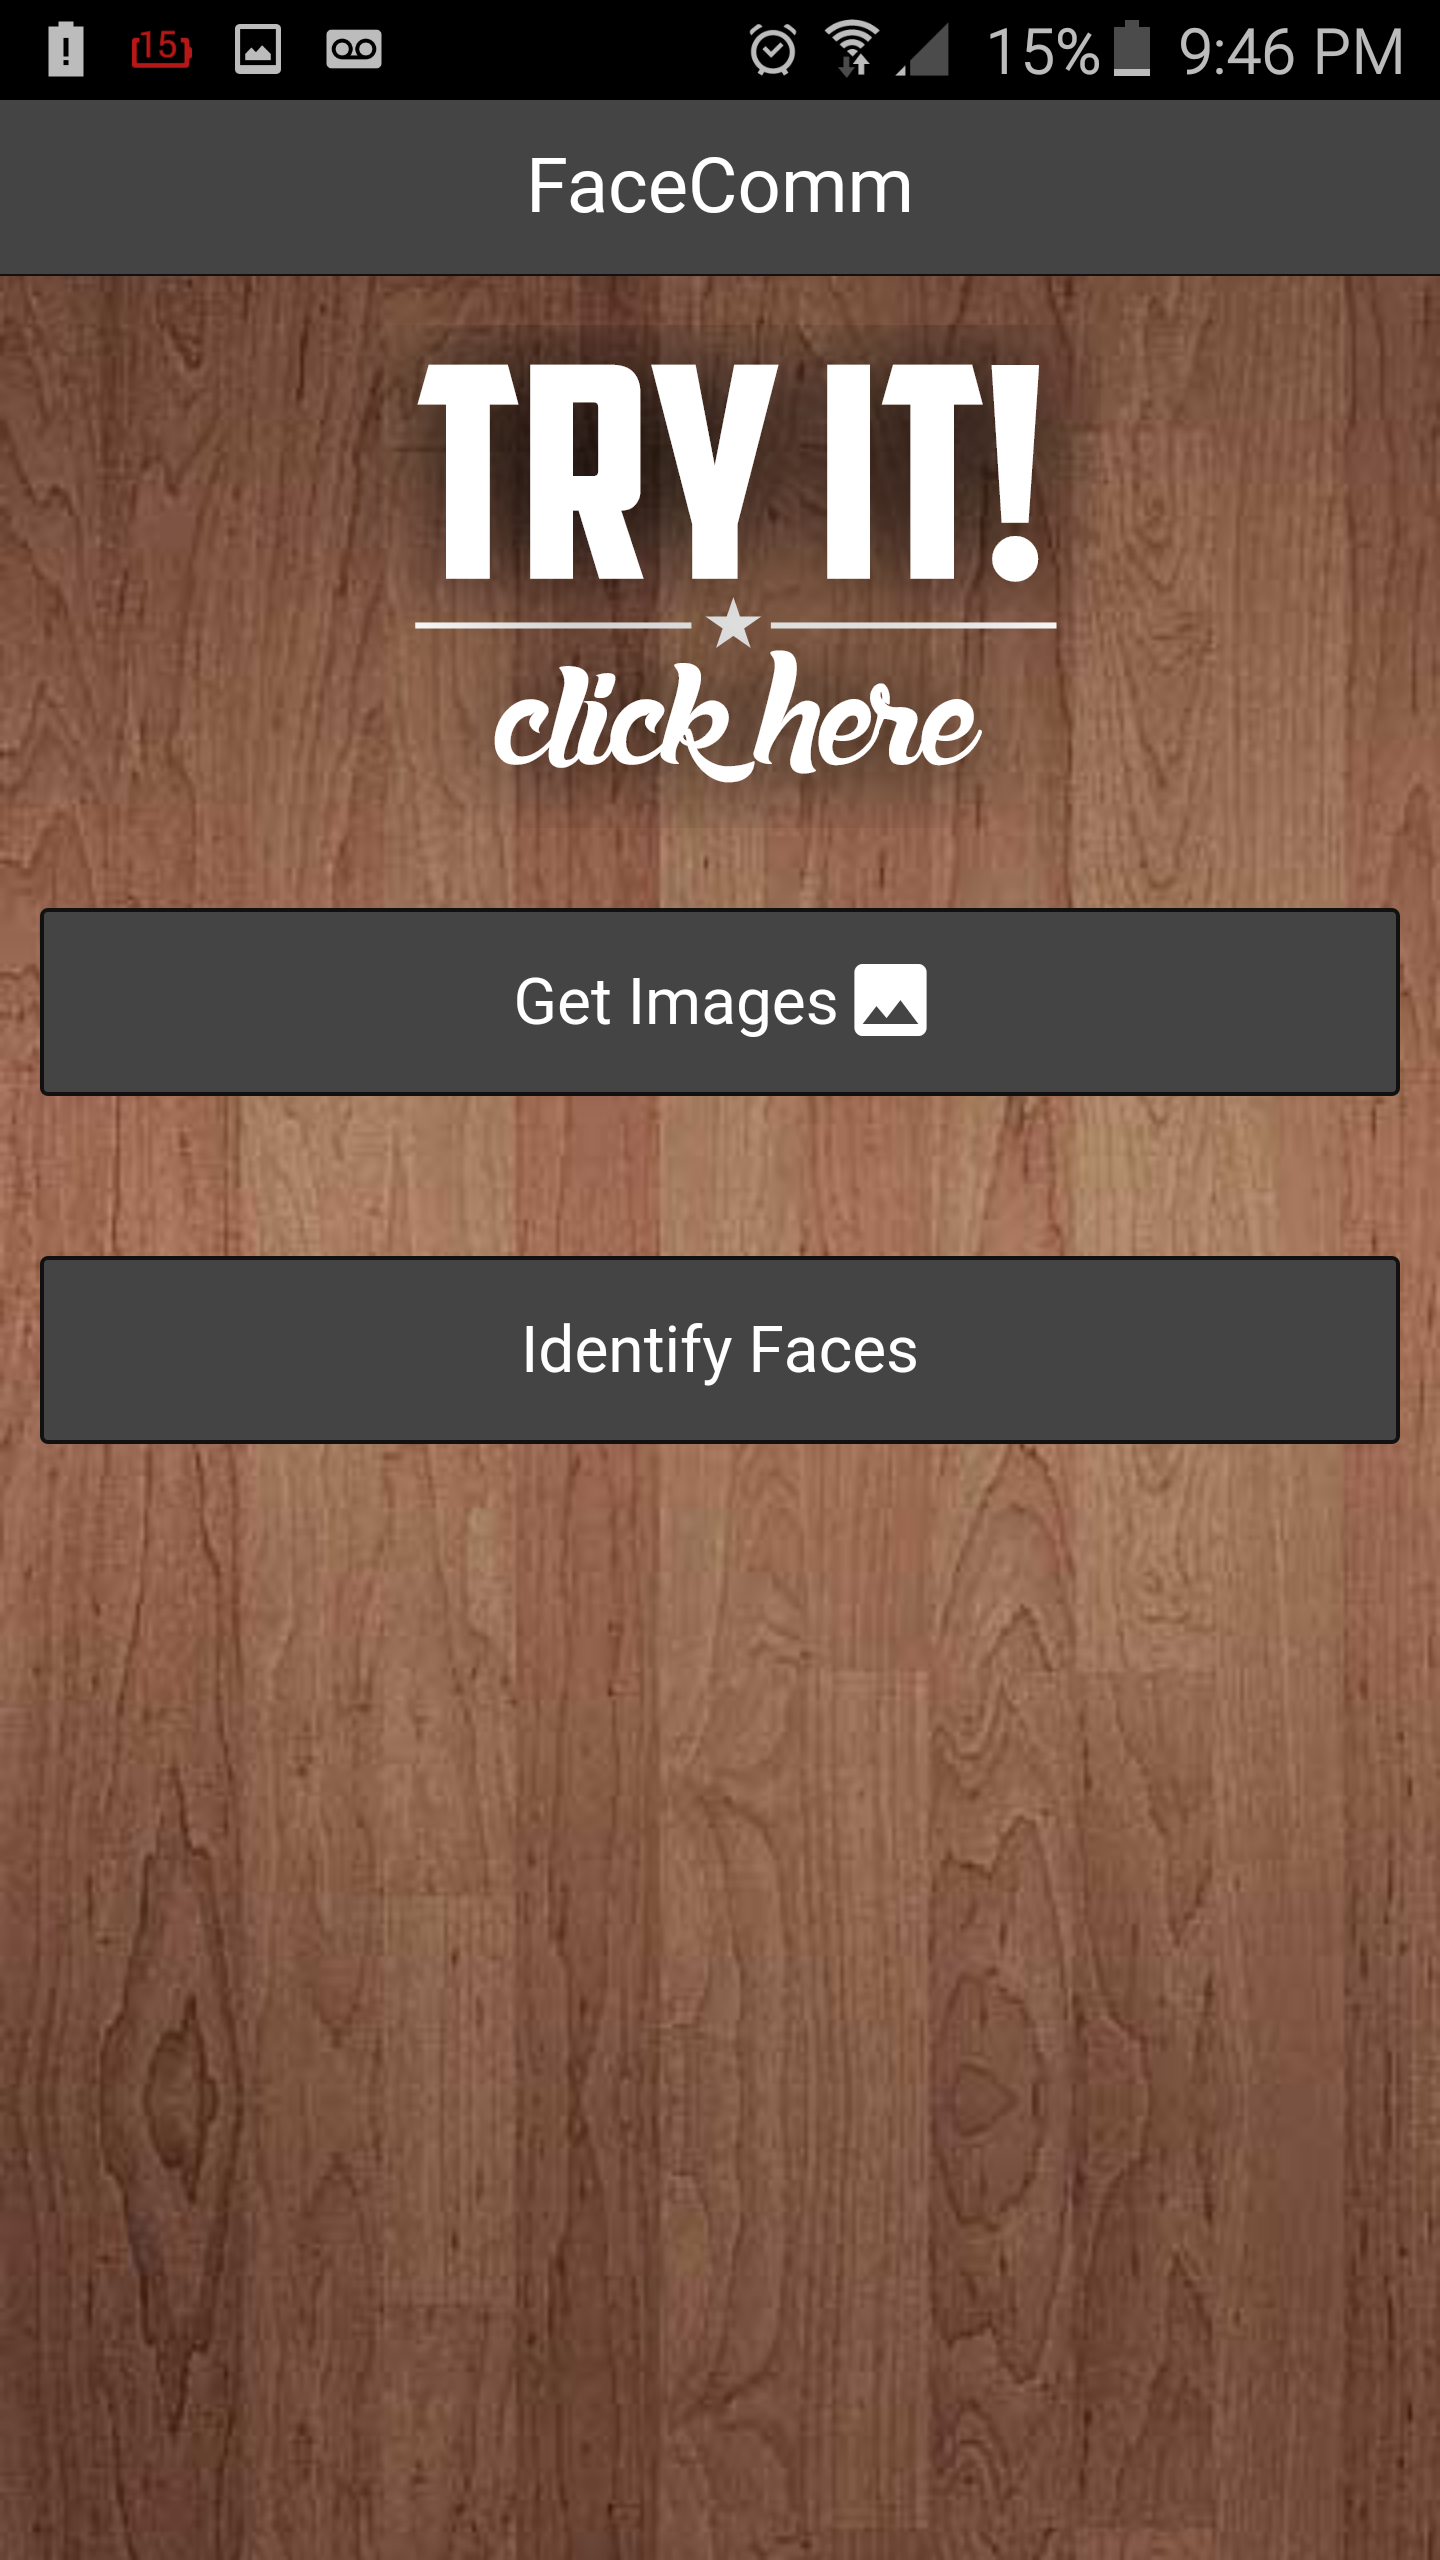 15
15% 9:46 PM
FaceComm
TRY IT!
click here
Get Images
Identify Faces